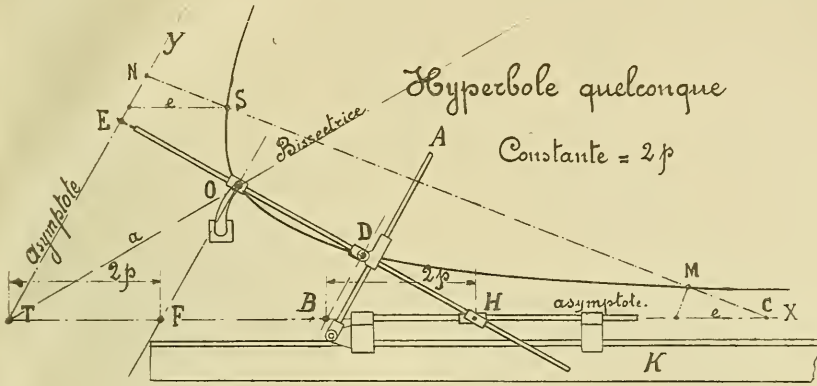 Hyperbole quelconque
Constante = 2p
y
N
e
S
E
Bissectrice
A
asymptote
O
a
D
2p
2p
M
B
H
asymptote.
T
F
e
C
X
K